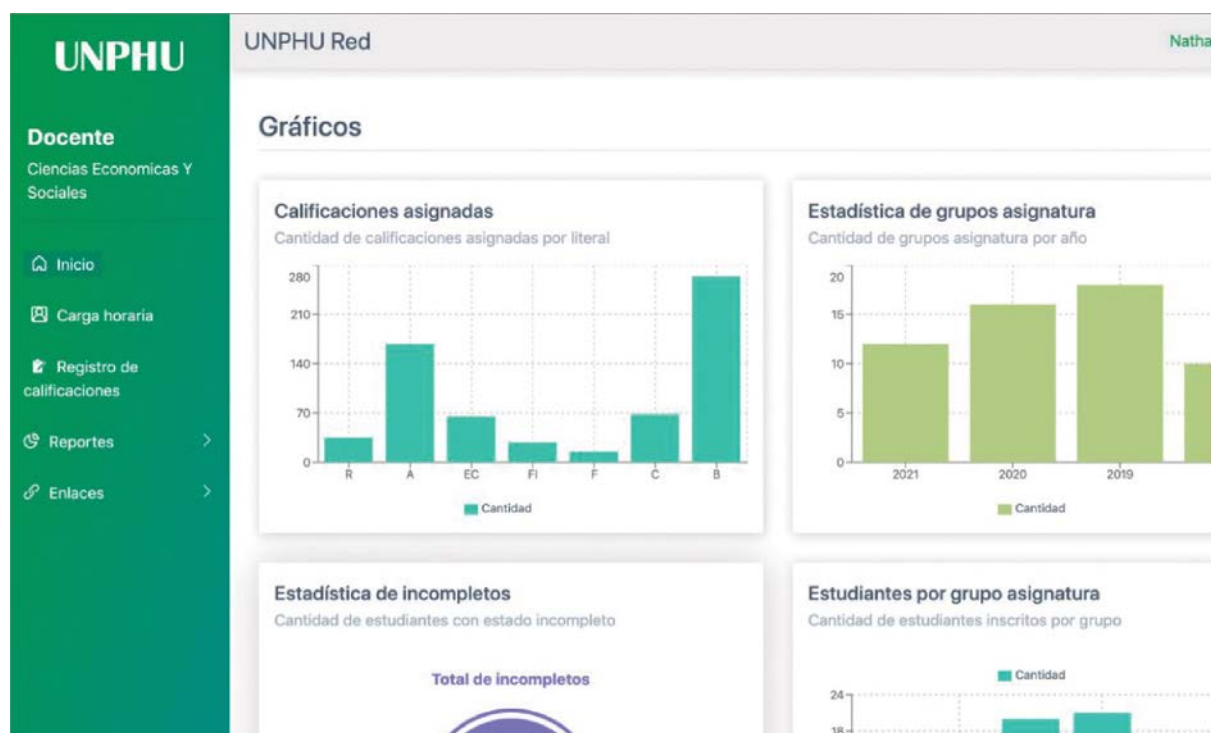 UNPHU
UNPHU Red
Docente
Ciencias Economicas Y
Sociales
Inicio
Carga horaria
Registro de
calificaciones
Reportes
Enlaces
Gráficos
Calificaciones asignadas
Cantidad de calificaciones asignadas por literal
280
210
140
70
0
R A EC FI F C B
Cantidad
Estadística de grupos asignatura
Cantidad de grupos asignatura por año
20
15
10
5
0
2021 2020 2019
Cantidad
Estadística de incompletos
Cantidad de estudiantes con estado incompleto
Total de incompletos
Estudiantes por grupo asignatura
Cantidad de estudiantes inscritos por grupo
Cantidad
24
18